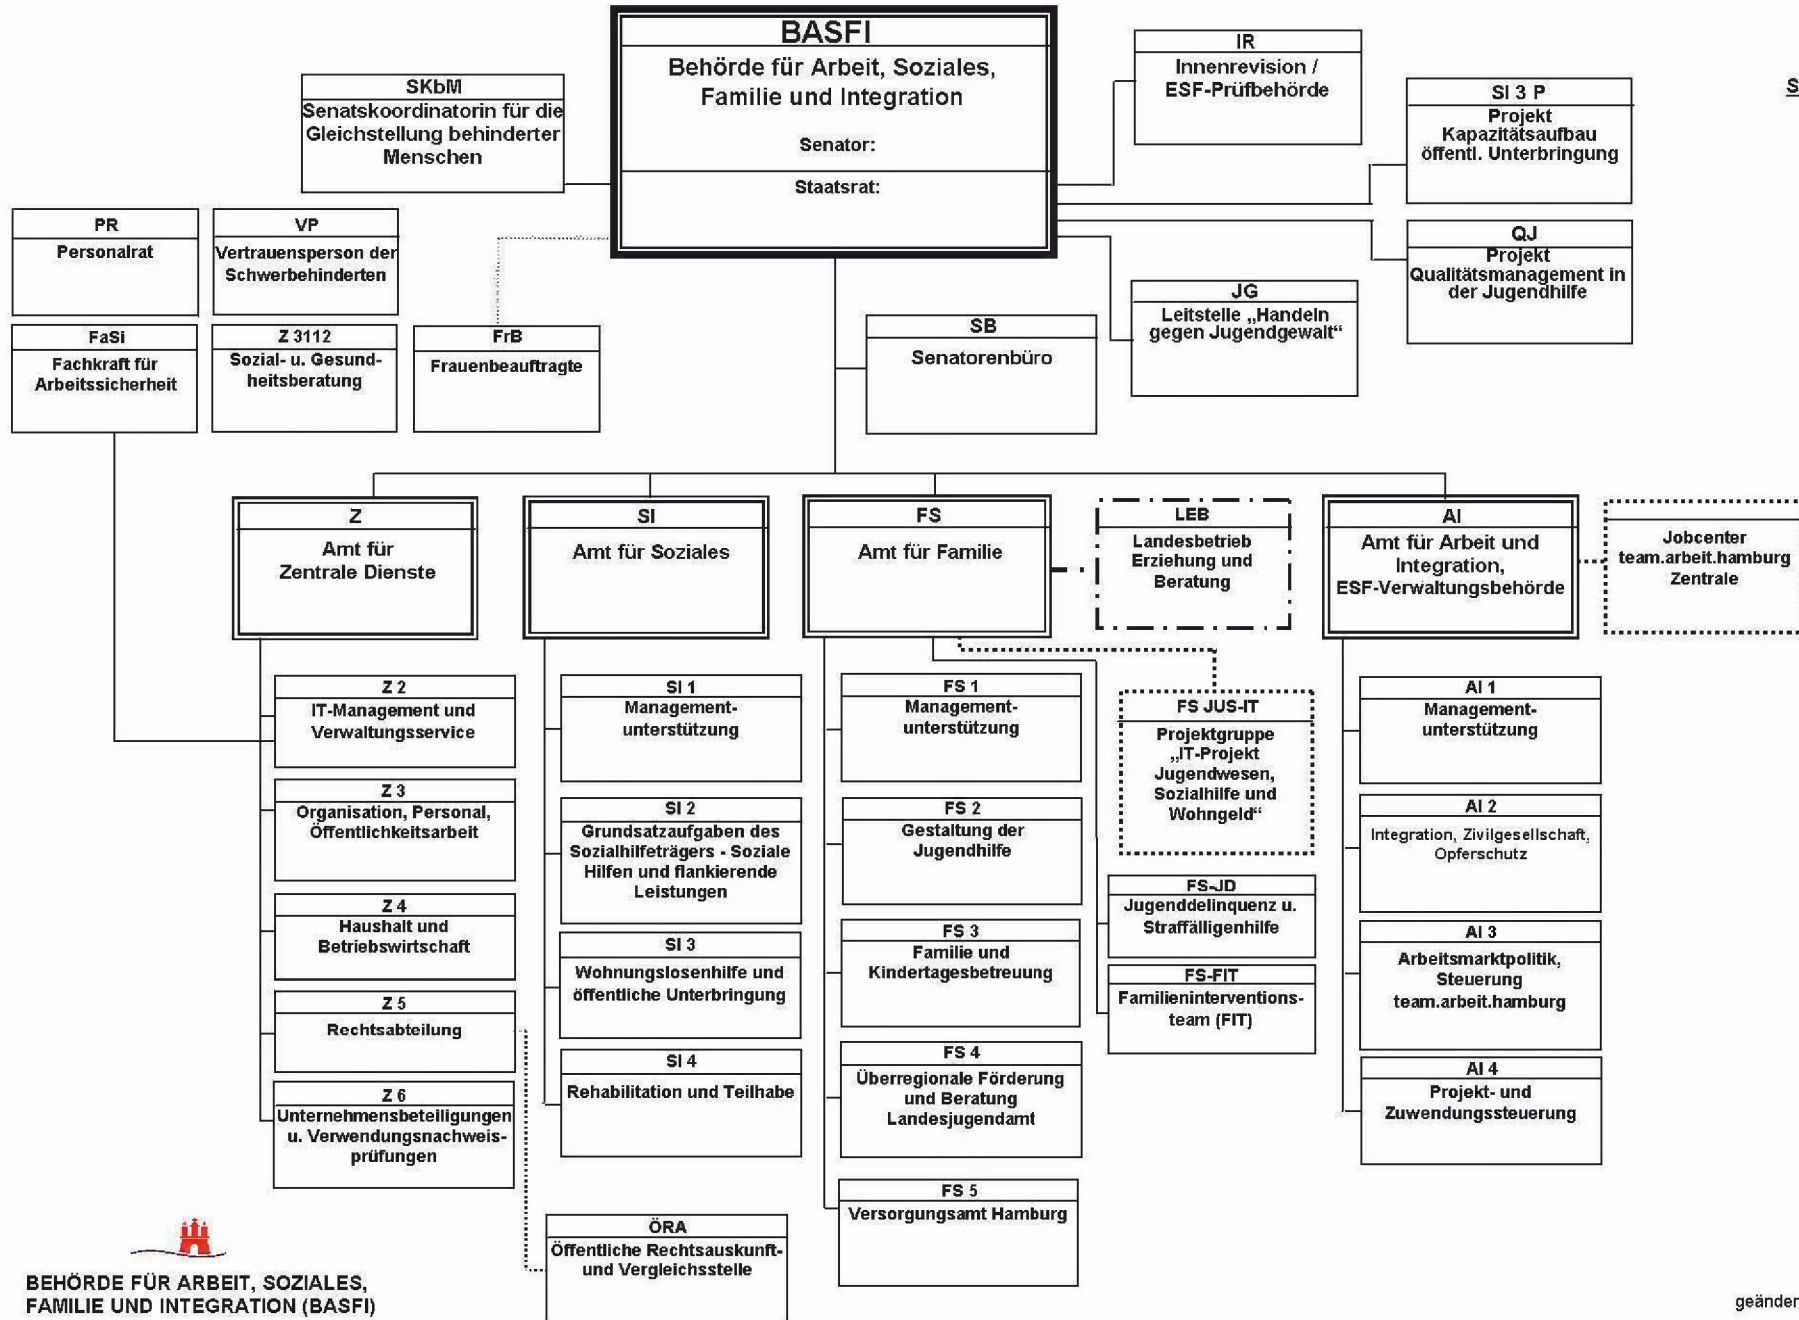 BASFI
Behörde für Arbeit, Soziales,
Familie und Integration
Senator:
Staatsrat:
SKbM
Senatskoordinatorin für die
Gleichstellung behinderter
Menschen
IR
Innenrevision /
ESF-Prüfbehörde
SI 3 P
Projekt
Kapazitätsaufbau
öffentl. Unterbringung
S
PR
Personalrat
VP
Vertrauensperson der
Schwerbehinderten
QJ
Projekt
Qualitätsmanagement in
der Jugendhilfe
JG
Leitstelle „Handeln
gegen Jugendgewalt“
FaSi
Fachkraft für
Arbeitssicherheit
Z 3112
Sozial- u. Gesund-
heitsberatung
FrB
Frauenbeauftragte
SB
Senatorenbüro
Z
Amt für
Zentrale Dienste
SI
Amt für Soziales
FS
Amt für Familie
LEB
Landesbetrieb
Erziehung und
Beratung
AI
Amt für Arbeit und
Integration,
ESF-Verwaltungsbehörde
Jobcenter
team.arbeit.hamburg
Zentrale
Z 2
IT-Management und
Verwaltungsservice
Z 3
Organisation, Personal,
Öffentlichkeitsarbeit
Z 4
Haushalt und
Betriebswirtschaft
Z 5
Rechtsabteilung
Z 6
Unternehmensbeteiligungen
u. Verwendungsnachweis-
prüfungen
SI 1
Management-
unterstützung
SI 2
Grundsatzaufgaben des
Sozialhilfeträgers - Soziale
Hilfen und flankierende
Leistungen
SI 3
Wohnungslosenhilfe und
öffentliche Unterbringung
SI 4
Rehabilitation und Teilhabe
ÖRA
Öffentliche Rechtsauskunft-
und Vergleichsstelle
FS 1
Management-
unterstützung
FS 2
Gestaltung der
Jugendhilfe
FS 3
Familie und
Kindertagesbetreuung
FS 4
Überregionale Förderung
und Beratung
Landesjugendamt
FS 5
Versorgungsamt Hamburg
FS JUS-IT
Projektgruppe
„IT-Projekt
Jugendwesen,
Sozialhilfe und
Wohngeld“
FS-JD
Jugenddelinquenz u.
Straffälligenhilfe
FS-FIT
Familieninterventions-
team (FIT)
AI 1
Management-
unterstützung
AI 2
Integration, Zivilgesellschaft,
Opferschutz
AI 3
Arbeitsmarktpolitik,
Steuerung
team.arbeit.hamburg
AI 4
Projekt- und
Zuwendungssteuerung
BEHÖRDE FÜR ARBEIT, SOZIALES,
FAMILIE UND INTEGRATION (BASFI)
geänder